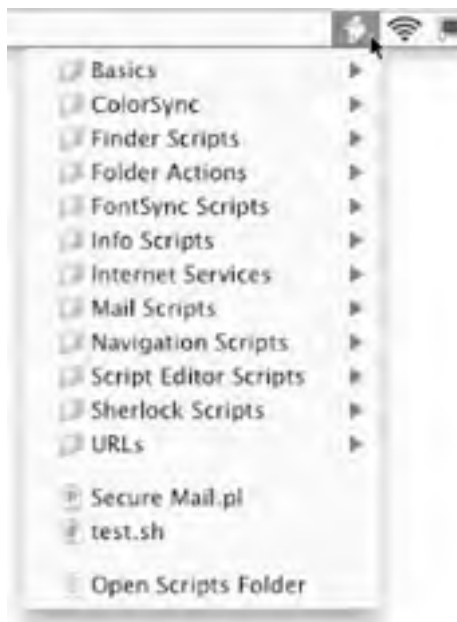 Basics
ColorSync
Finder Scripts
Folder Actions
FontSync Scripts
Info Scripts
Internet Services
Mail Scripts
Navigation Scripts
Script Editor Scripts
Sherlock Scripts
URLs
Secure Mail.pl
test.sh
Open Scripts Folder